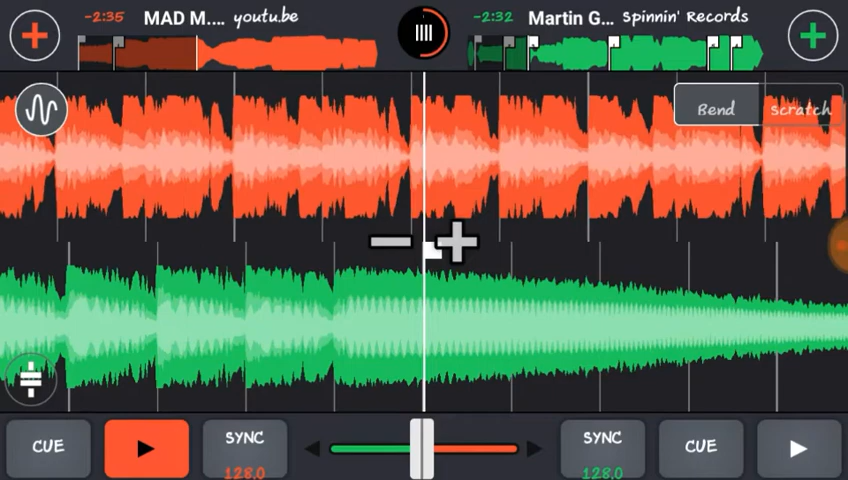 -2:35 MAD M.... youtu.be
-2:32 Martin G... Spinnin' Records
Bend scratch
CUE
SYNC
128.0
SYNC
128.0
CUE